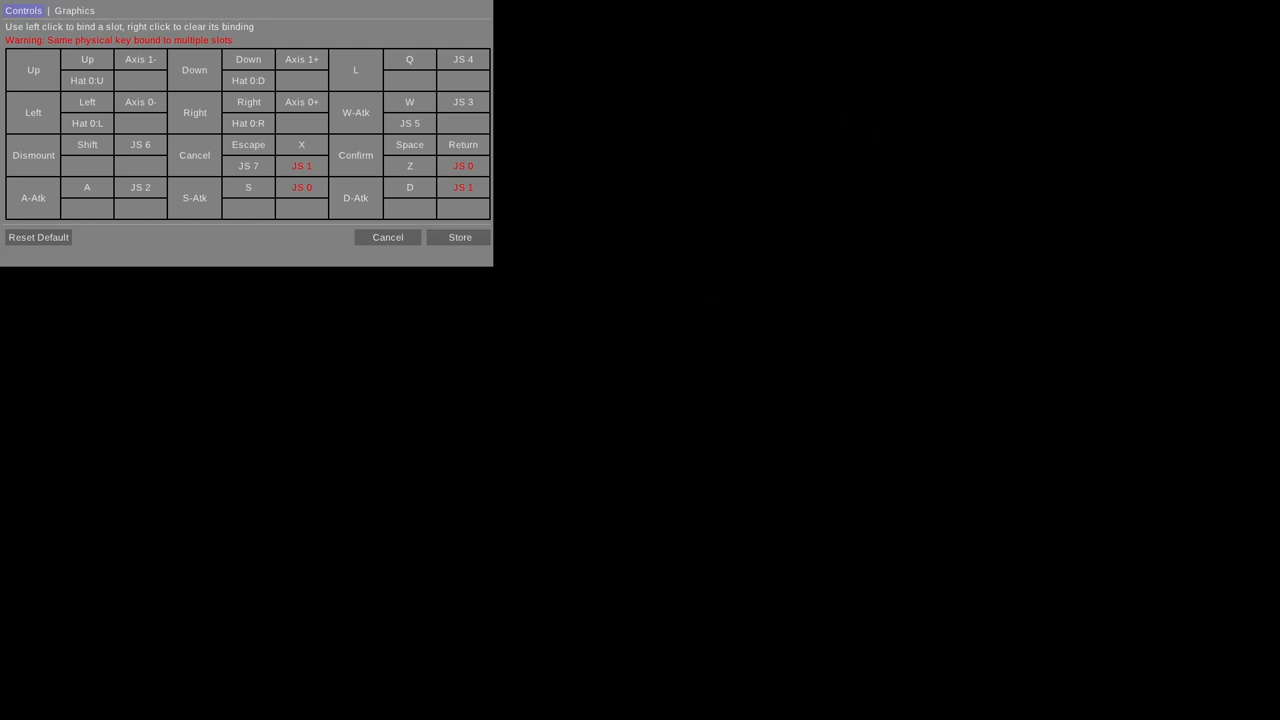 Controls | Graphics
Use left click to bind a slot, right click to clear its binding
Warning: Same physical key bound to multiple slots
Up Up Axis 1- Down Down Axis 1+ L Q JS 4
Hat 0:U Hat 0:D
Left Left Axis 0- Right Right Axis 0+ W-Atk W JS 3
Hat 0:L Hat 0:R JS 5
Dismount Shift JS 6 Cancel Escape X Confirm Space Return
JS 7 JS 1 Z JS 0
A-Atk A JS 2 S-Atk S JS 0 D-Atk D JS 1
Reset Default Cancel Store